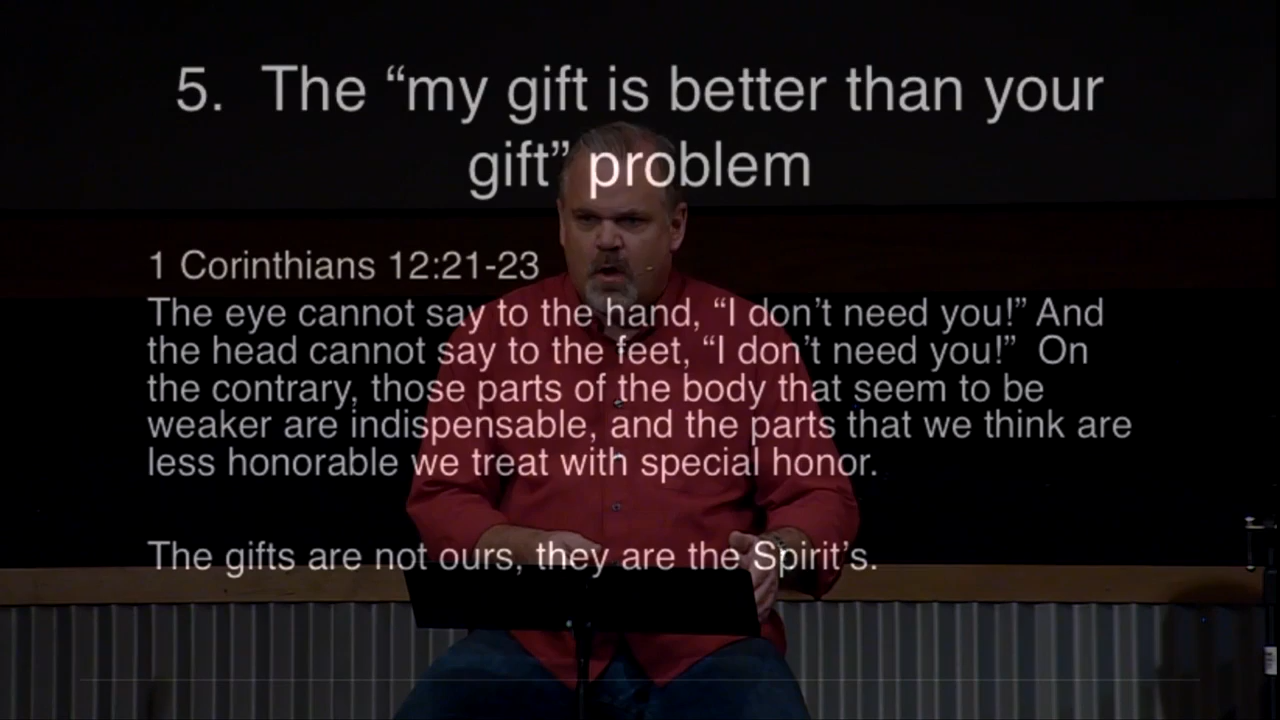 5. The “my gift is better than your
gift” problem
1 Corinthians 12:21-23
The eye cannot say to the hand, “I don’t need you!” And
the head cannot say to the feet, “I don’t need you!” On
the contrary, those parts of the body that seem to be
weaker are indispensable, and the parts that we think are
less honorable we treat with special honor.
The gifts are not ours, they are the Spirit’s.